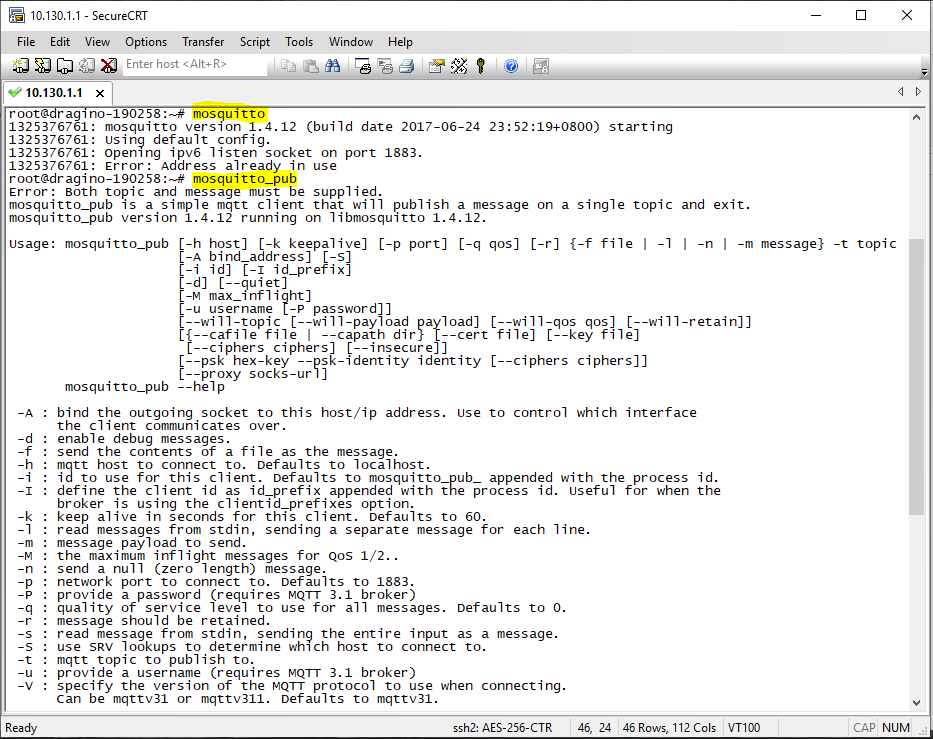 10.130.1.1 - SecureCRT
File Edit View Options Transfer Script Tools Window Help
Enter host <Alt+R>
10.130.1.1
root@dragino-190258:~# mosquitto
1325376761: mosquitto version 1.4.12 (build date 2017-06-24 23:52:19+0800) starting
1325376761: Using default config.
1325376761: Opening ipv6 listen socket on port 1883.
1325376761: Error: Address already in use
root@dragino-190258:~# mosquitto_pub
Error: Both topic and message must be supplied.
mosquitto_pub is a simple mqtt client that will publish a message on a single topic and exit.
mosquitto_pub version 1.4.12 running on libmosquitto 1.4.12.
Usage: mosquitto_pub [-h host] [-k keepalive] [-p port] [-q qos] [-r] {-f file | -l | -n | -m message} -t topic
[-A bind_address] [-S]
[-i id] [-I id_prefix]
[-d] [--quiet]
[-M max_inflight]
[-u username [-P password]]
[--will-topic [--will-payload payload] [--will-qos qos] [--will-retain]]
[{--cafile file | --capath dir} [--cert file] [--key file]
[--ciphers ciphers] [--insecure]]
[--psk hex-key --psk-identity identity [--ciphers ciphers]]
[--proxy socks-url]
mosquitto_pub --help
-A : bind the outgoing socket to this host/ip address. Use to control which interface
the client communicates over.
-d : enable debug messages.
-f : send the contents of a file as the message.
-h : mqtt host to connect to. Defaults to localhost.
-i : id to use for this client. Defaults to mosquitto_pub_ appended with the process id.
-I : define the client id as id_prefix appended with the process id. Useful for when the
broker is using the clientid_prefixes option.
-k : keep alive in seconds for this client. Defaults to 60.
-l : read messages from stdin, sending a separate message for each line.
-m : message payload to send.
-M : the maximum inflight messages for QoS 1/2..
-n : send a null (zero length) message.
-p : network port to connect to. Defaults to 1883.
-P : provide a password (requires MQTT 3.1 broker)
-q : quality of service level to use for all messages. Defaults to 0.
-r : message should be retained.
-s : read message from stdin, sending the entire input as a message.
-S : use SRV lookups to determine which host to connect to.
-t : mqtt topic to publish to.
-u : provide a username (requires MQTT 3.1 broker)
-V : specify the version of the MQTT protocol to use when connecting.
Can be mqttv31 or mqttv311. Defaults to mqttv31.
Ready ssh2: AES-256-CTR 46, 24 46 Rows, 112 Cols VT100 CAP NUM